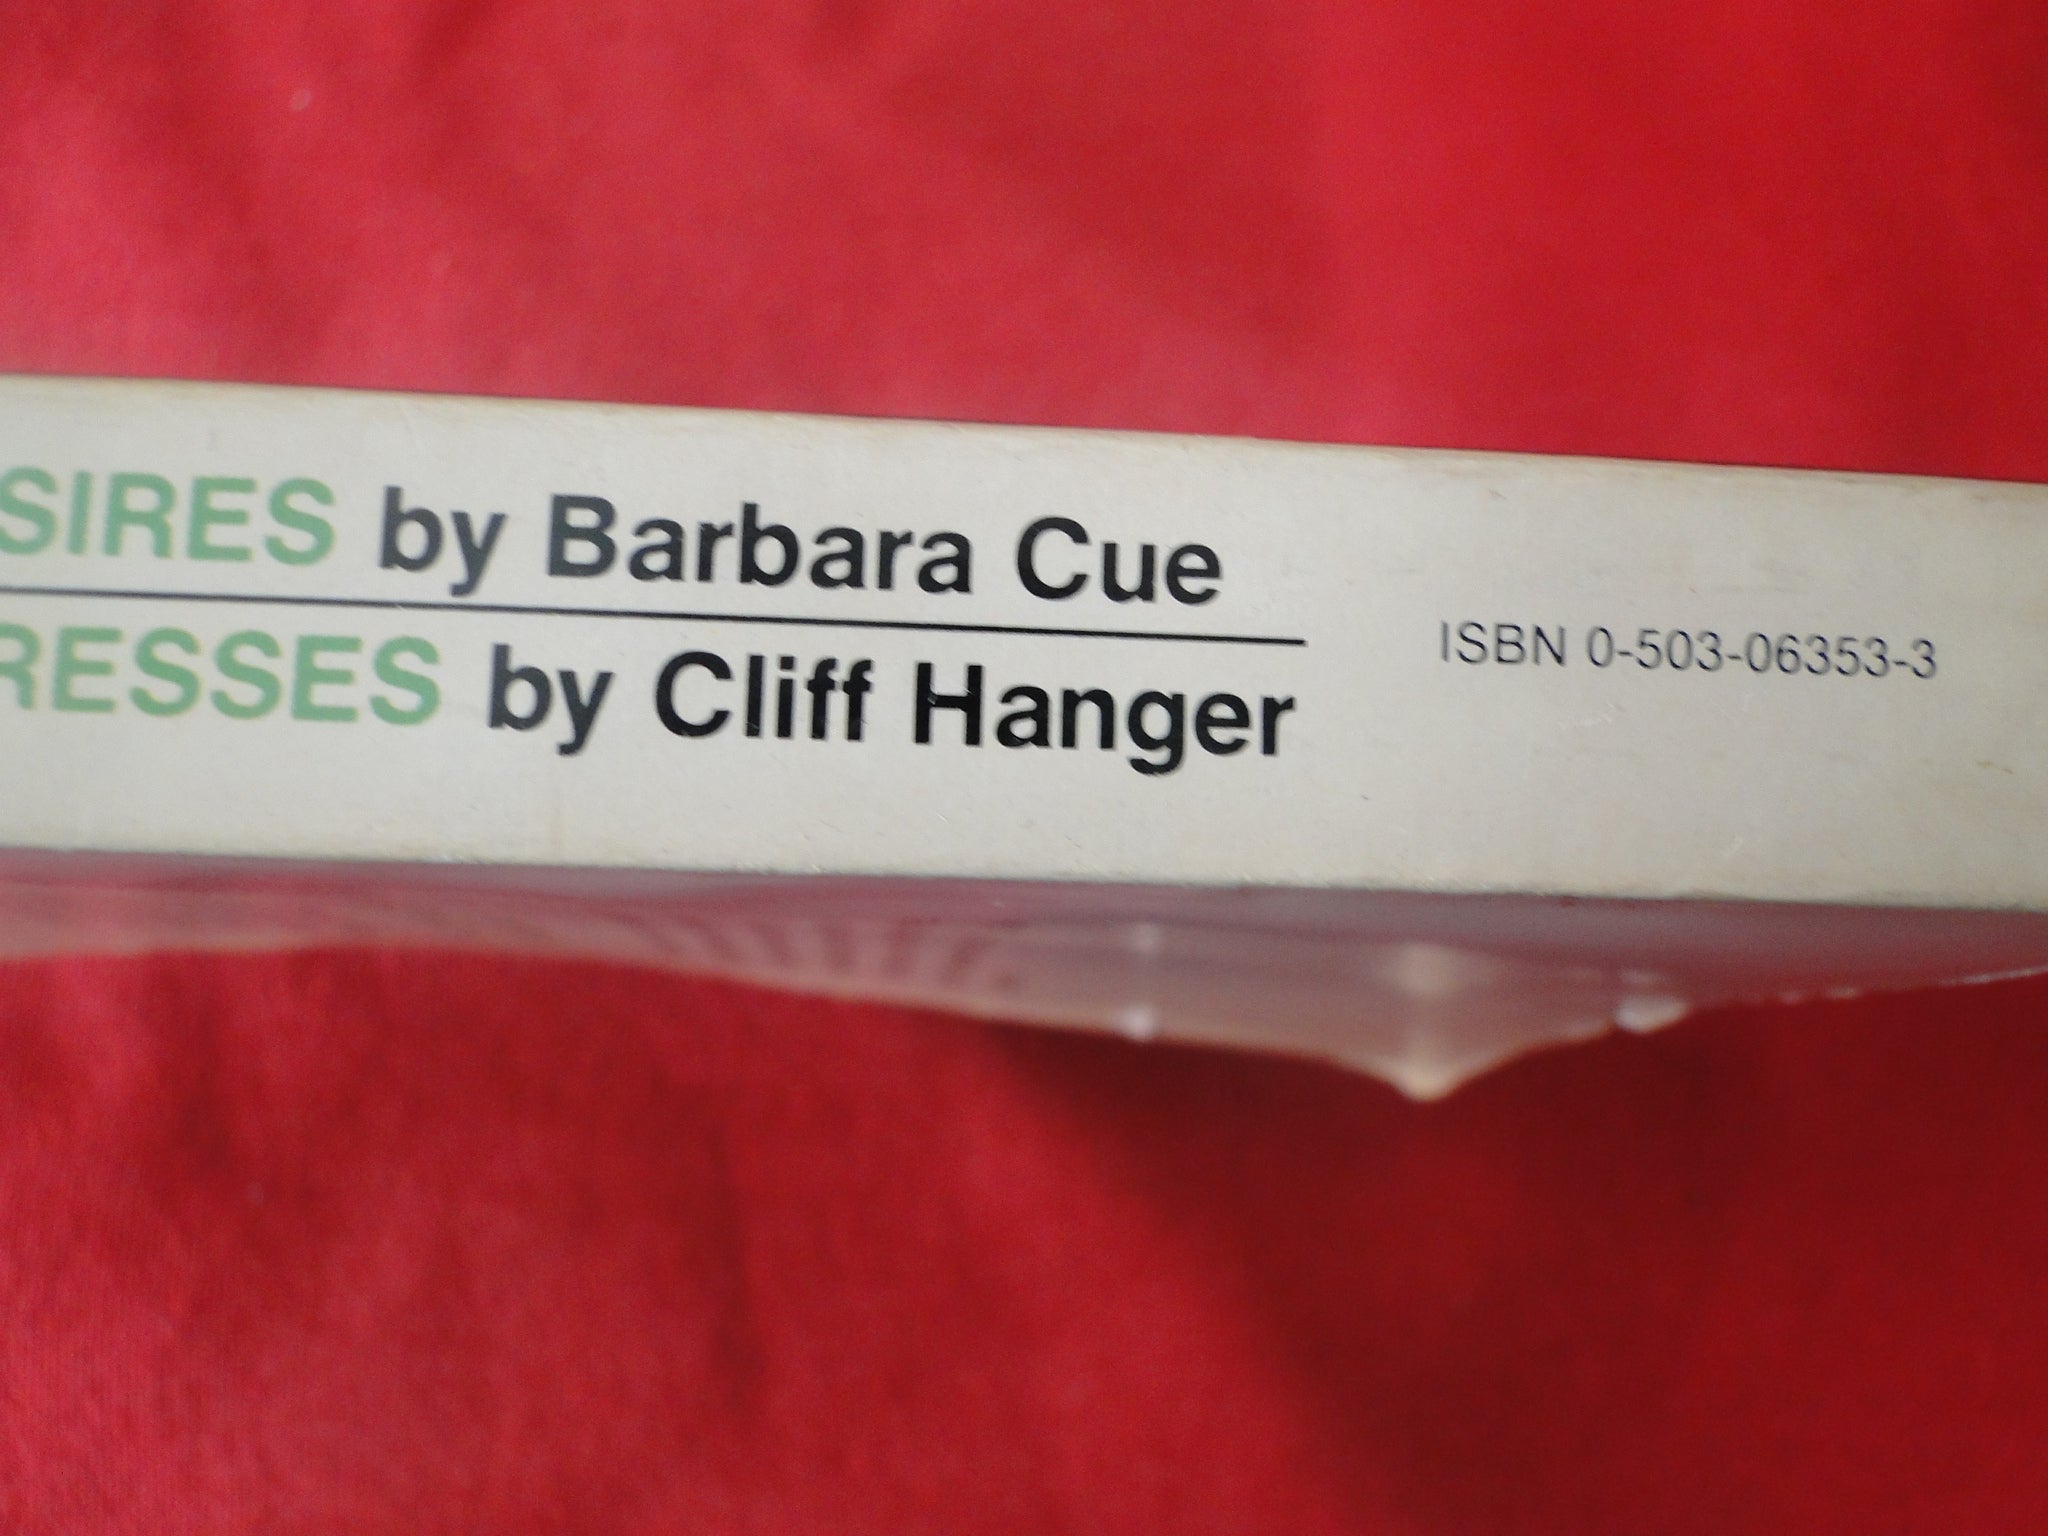 SIRES by Barbara Cue
RESSES by Cliff Hanger
ISBN 0-503-06353-3